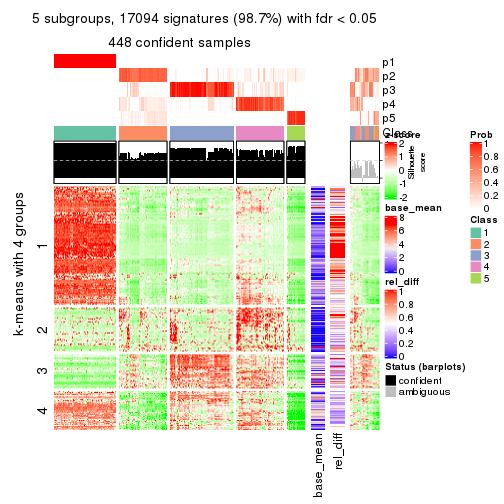 5 subgroups, 17094 signatures (98.7%) with fdr < 0.05
448 confident samples
p1
p2
p3
p4
p5
Class
Silhouette
score
k-means with 4 groups
1
2
3
4
base_mean
rel_diff
z-score
2
1
0
-1
-2
base_mean
8
6
4
2
0
rel_diff
1
0.8
0.6
0.4
0.2
0
Prob
1
0.8
0.6
0.4
0.2
0
Class
1
2
3
4
5
Status (barplots)
confident
ambiguous